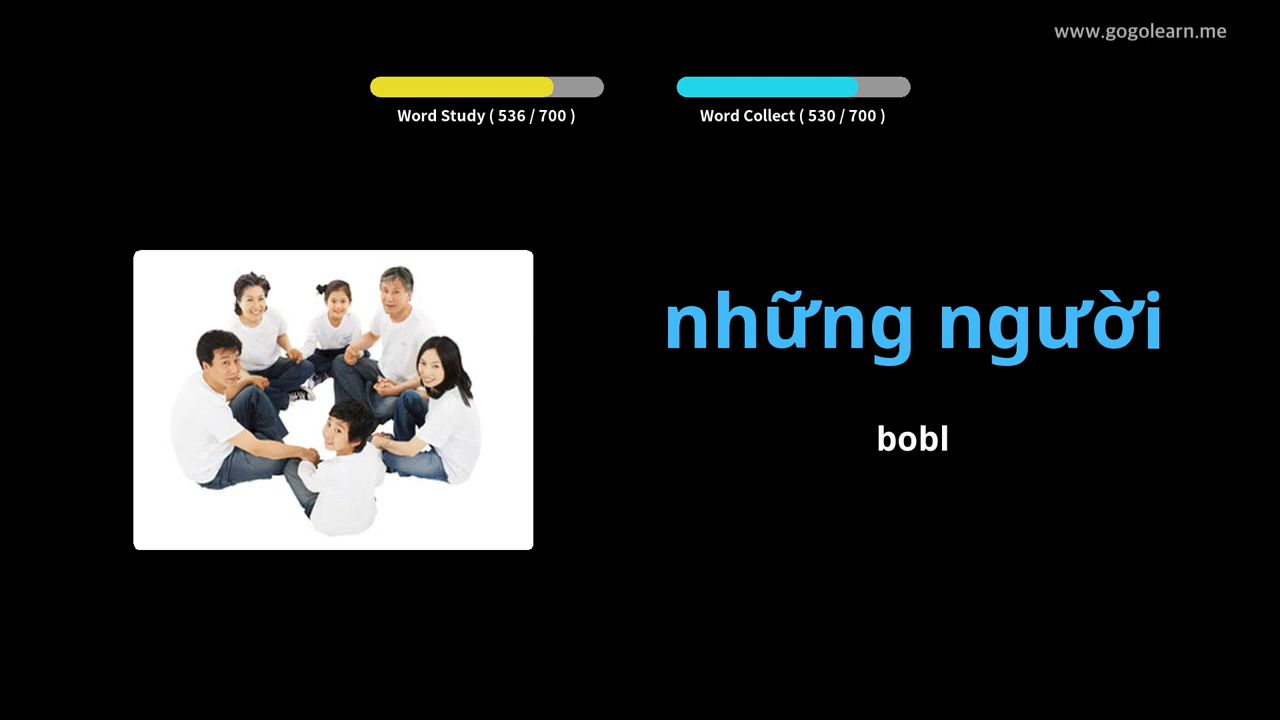 www.gogolearn.me
Word Study ( 536 / 700 )
Word Collect ( 530 / 700 )
những người
bobl